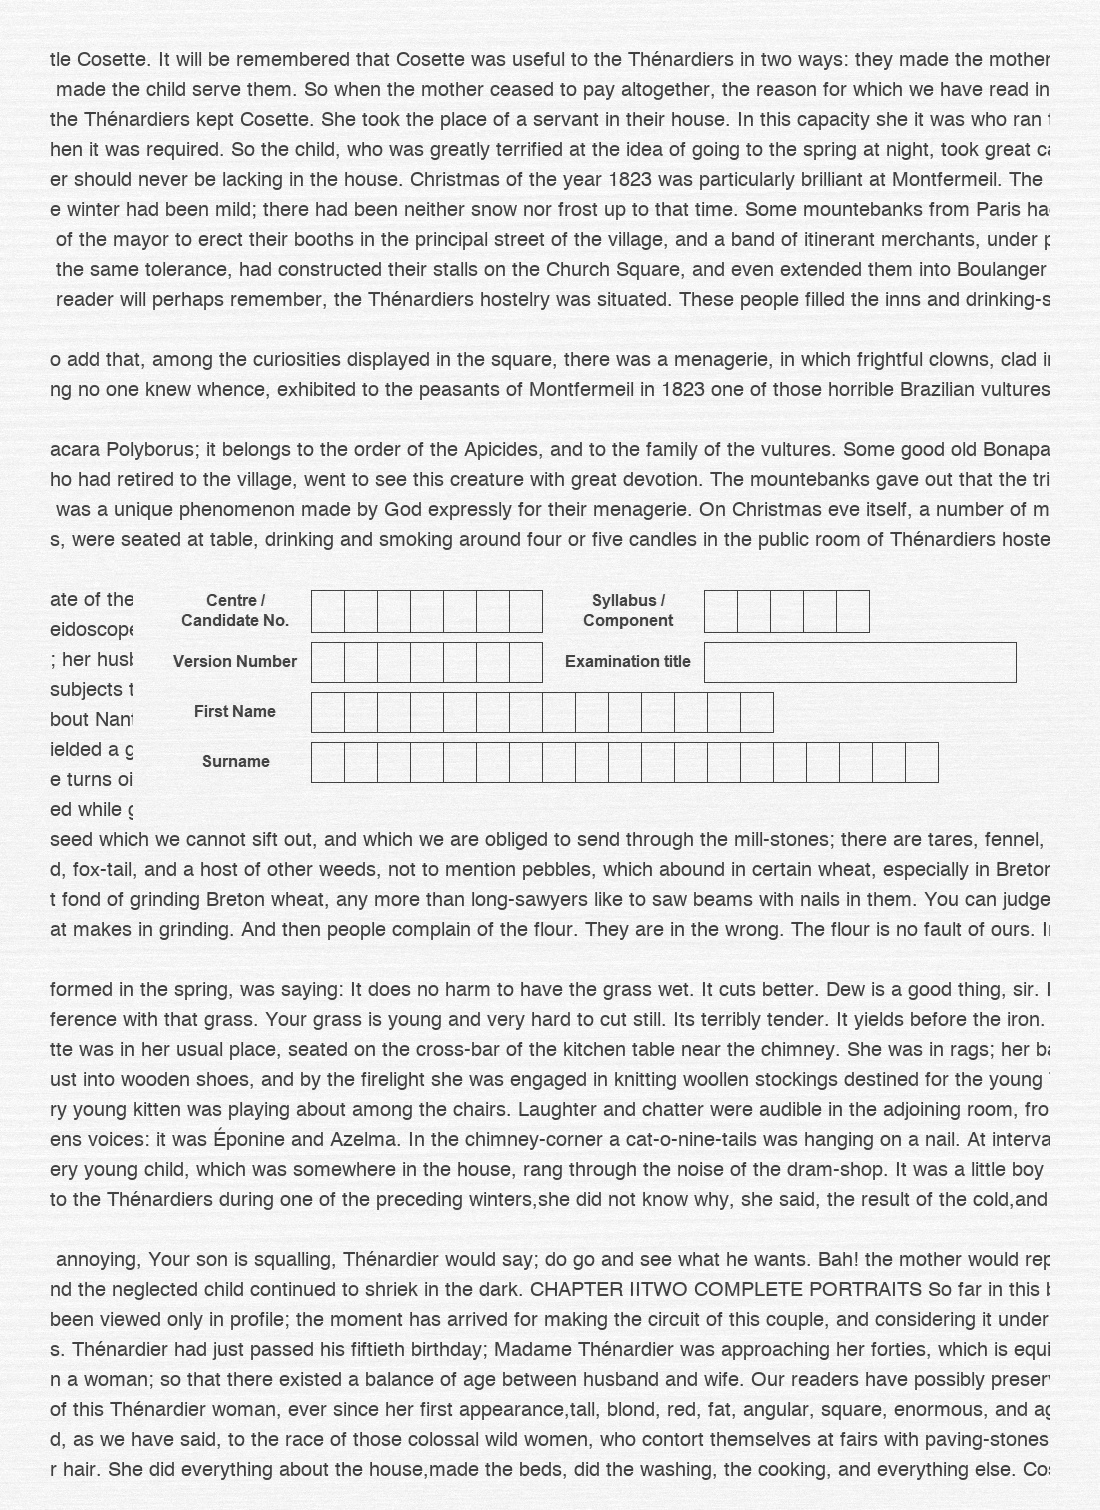 tle Cosette. It will be remembered that Cosette was useful to the Thénardiers in two ways: they made the mother
made the child serve them. So when the mother ceased to pay altogether, the reason for which we have read in
the Thénardiers kept Cosette. She took the place of a servant in their house. In this capacity she it was who ran
hen it was required. So the child, who was greatly terrified at the idea of going to the spring at night, took great
er should never be lacking in the house. Christmas of the year 1823 was particularly brilliant at Montfermeil. The
e winter had been mild; there had been neither snow nor frost up to that time. Some mountebanks from Paris ha
of the mayor to erect their booths in the principal street of the village, and a band of itinerant merchants, under
the same tolerance, had constructed their stalls on the Church Square, and even extended them into Boulanger
reader will perhaps remember, the Thénardiers hostelry was situated. These people filled the inns and drinking-s
o add that, among the curiosities displayed in the square, there was a menagerie, in which frightful clowns, clad
ng no one knew whence, exhibited to the peasants of Montfermeil in 1823 one of those horrible Brazilian vultures
acara Polyborus; it belongs to the order of the Apicides, and to the family of the vultures. Some good old Bonapa
ho had retired to the village, went to see this creature with great devotion. The mountebanks gave out that the tri
was a unique phenomenon made by God expressly for their menagerie. On Christmas eve itself, a number of m
s, were seated at table, drinking and smoking around four or five candles in the public room of Thénardiers hoste
ate of the
eidoscope
; her hus
subjects
bout Nan
ielded a g
e turns oi
ed while
Centre /
Candidate No.
Syllabus /
Component
Version Number
Examination title
First Name
Surname
seed which we cannot sift out, and which we are obliged to send through the mill-stones; there are tares, fennel,
d, fox-tail, and a host of other weeds, not to mention pebbles, which abound in certain wheat, especially in Breton
t fond of grinding Breton wheat, any more than long-sawyers like to saw beams with nails in them. You can judge
at makes in grinding. And then people complain of the flour. They are in the wrong. The flour is no fault of ours.
formed in the spring, was saying: It does no harm to have the grass wet. It cuts better. Dew is a good thing, sir.
ference with that grass. Your grass is young and very hard to cut still. Its terribly tender. It yields before the iron.
tte was in her usual place, seated on the cross-bar of the kitchen table near the chimney. She was in rags; her
ust into wooden shoes, and by the firelight she was engaged in knitting woollen stockings destined for the young
ry young kitten was playing about among the chairs. Laughter and chatter were audible in the adjoining room, fro
ens voices: it was Éponine and Azelma. In the chimney-corner a cat-o-nine-tails was hanging on a nail. At interva
ery young child, which was somewhere in the house, rang through the noise of the dram-shop. It was a little boy
to the Thénardiers during one of the preceding winters,she did not know why, she said, the result of the cold,and
annoying, Your son is squalling, Thénardier would say; do go and see what he wants. Bah! the mother would rep
nd the neglected child continued to shriek in the dark. CHAPTER IITWO COMPLETE PORTRAITS So far in this
been viewed only in profile; the moment has arrived for making the circuit of this couple, and considering it under
s. Thénardier had just passed his fiftieth birthday; Madame Thénardier was approaching her forties, which is equi
n a woman; so that there existed a balance of age between husband and wife. Our readers have possibly preser
of this Thénardier woman, ever since her first appearance,tall, blond, red, fat, angular, square, enormous, and ag
d, as we have said, to the race of those colossal wild women, who contort themselves at fairs with paving-stones
r hair. She did everything about the house,made the beds, did the washing, the cooking, and everything else. Co